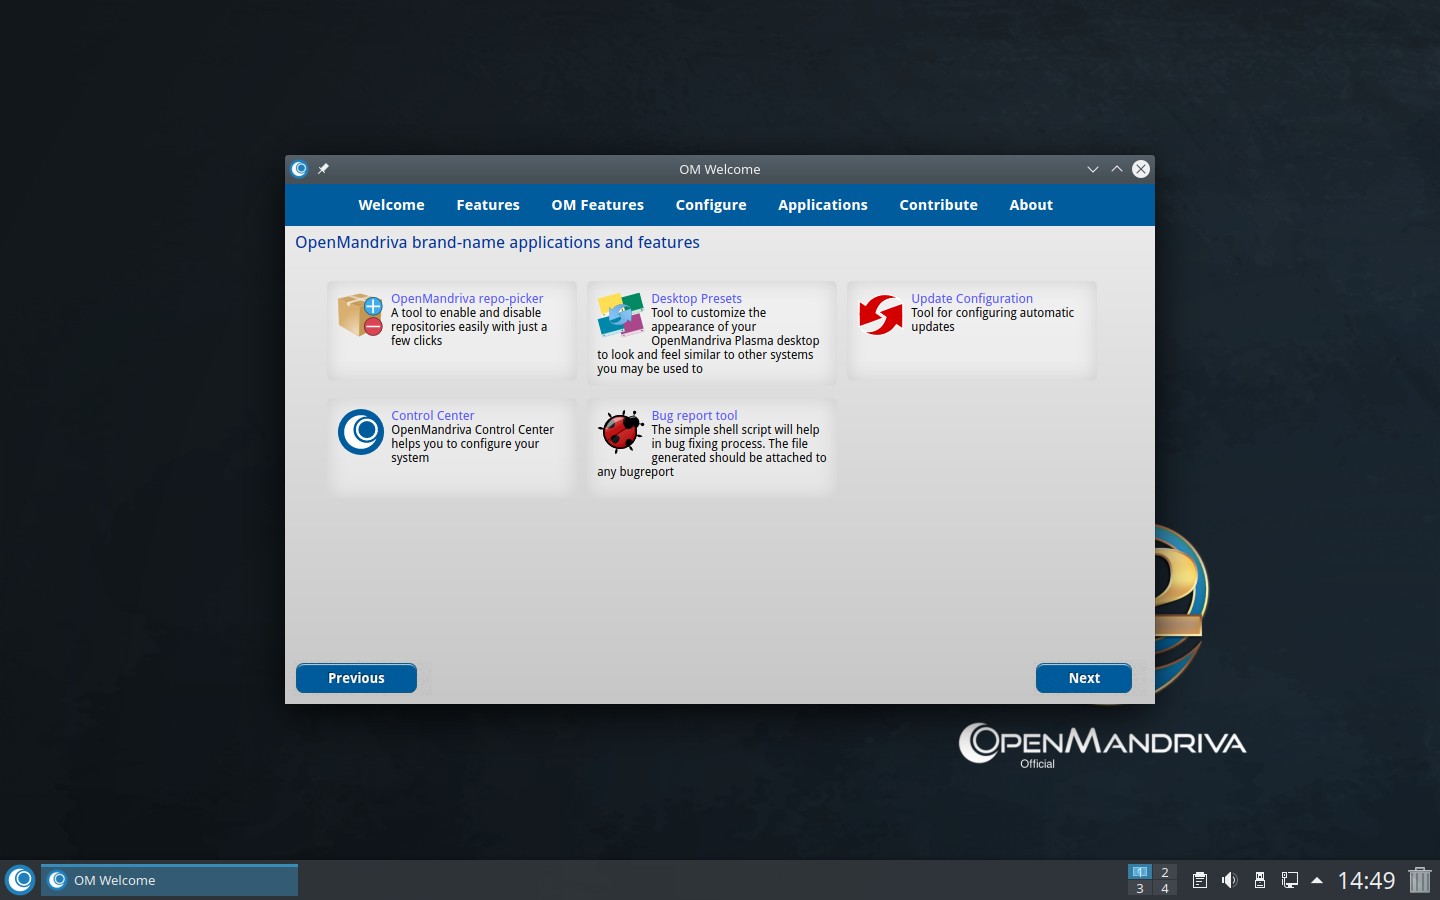 OM Welcome
Welcome Features OM Features Configure Applications Contribute About
OpenMandriva brand-name applications and features
OpenMandriva repo-picker
A tool to enable and disable
repositories easily with just a
few clicks
Desktop Presets
Tool to customize the
appearance of your
OpenMandriva Plasma desktop
to look and feel similar to other systems
you may be used to
Update Configuration
Tool for configuring automatic
updates
Control Center
OpenMandriva Control Center
helps you to configure your
system
Bug report tool
The simple shell script will help
in bug fixing process. The file
generated should be attached to
any bugreport
Previous
Next
2
OPENMANDRIVA
Official
OM Welcome
1 2
3 4
14:49